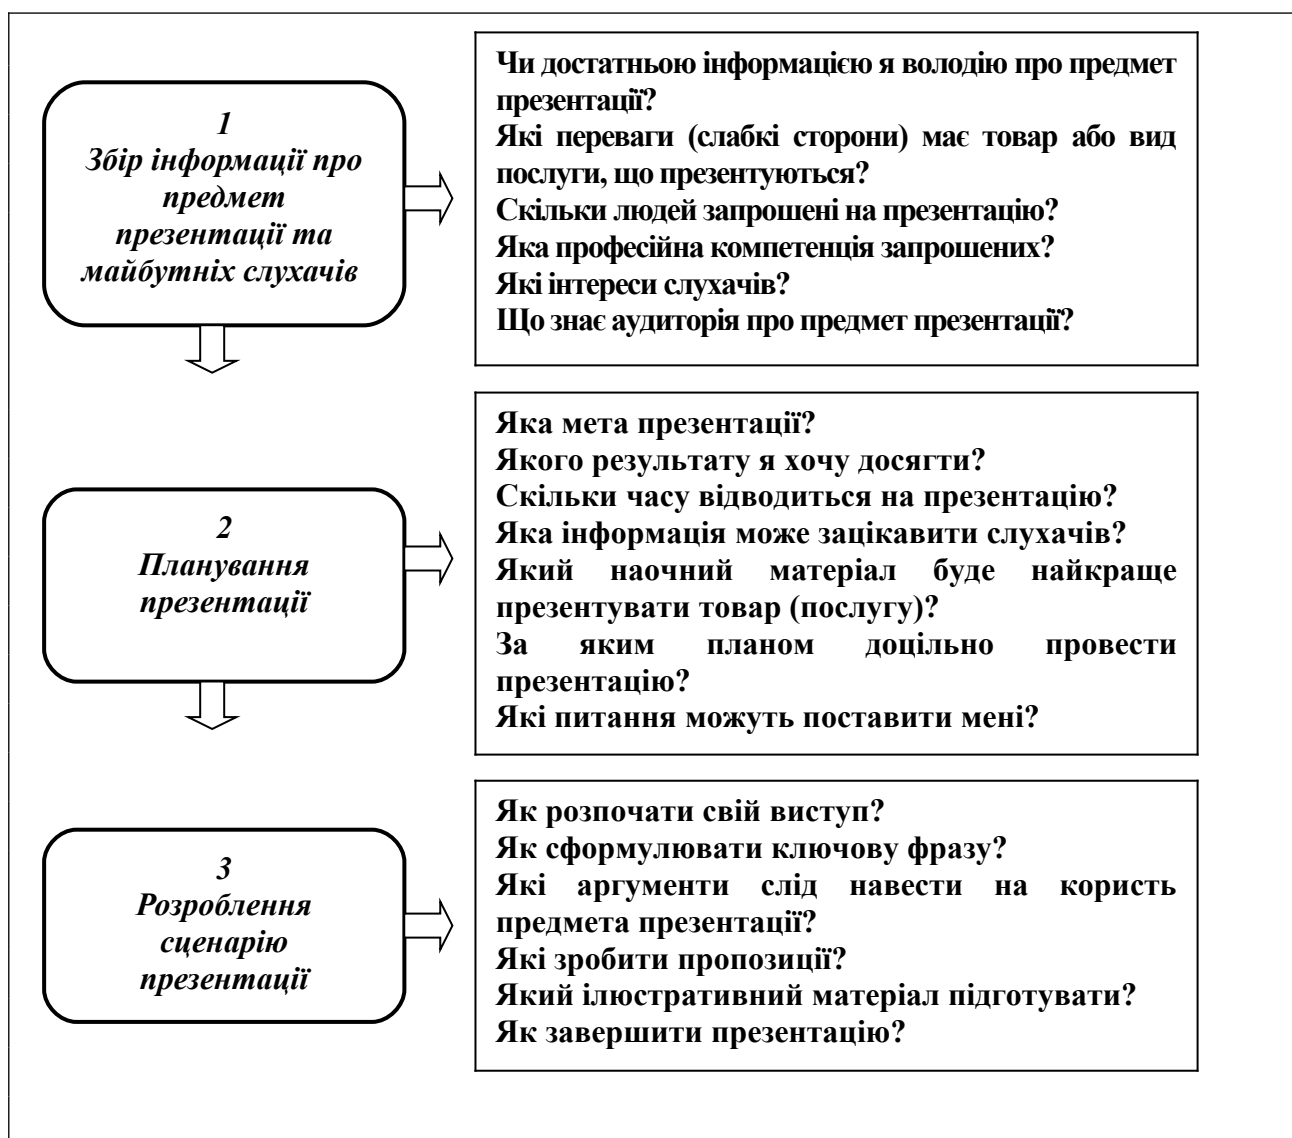 1
Збір інформації про
предмет
презентації та
майбутніх слухачів
Чи достатньою інформацією я володію про предмет
презентації?
Які переваги (слабкі сторони) має товар або вид
послуги, що презентуються?
Скільки людей запрошені на презентацію?
Яка професійна компетенція запрошених?
Які інтереси слухачів?
Що знає аудиторія про предмет презентації?
2
Планування
презентації
Яка мета презентації?
Якого результату я хочу досягти?
Скільки часу відводиться на презентацію?
Яка інформація може зацікавити слухачів?
Який наочний матеріал буде найкраще
презентувати товар (послугу)?
За яким планом доцільно провести
презентацію?
Які питання можуть поставити мені?
3
Розроблення
сценарію
презентації
Як розпочати свій виступ?
Як сформулювати ключову фразу?
Які аргументи слід навести на користь
предмета презентації?
Які зробити пропозиції?
Який ілюстративний матеріал підготувати?
Як завершити презентацію?